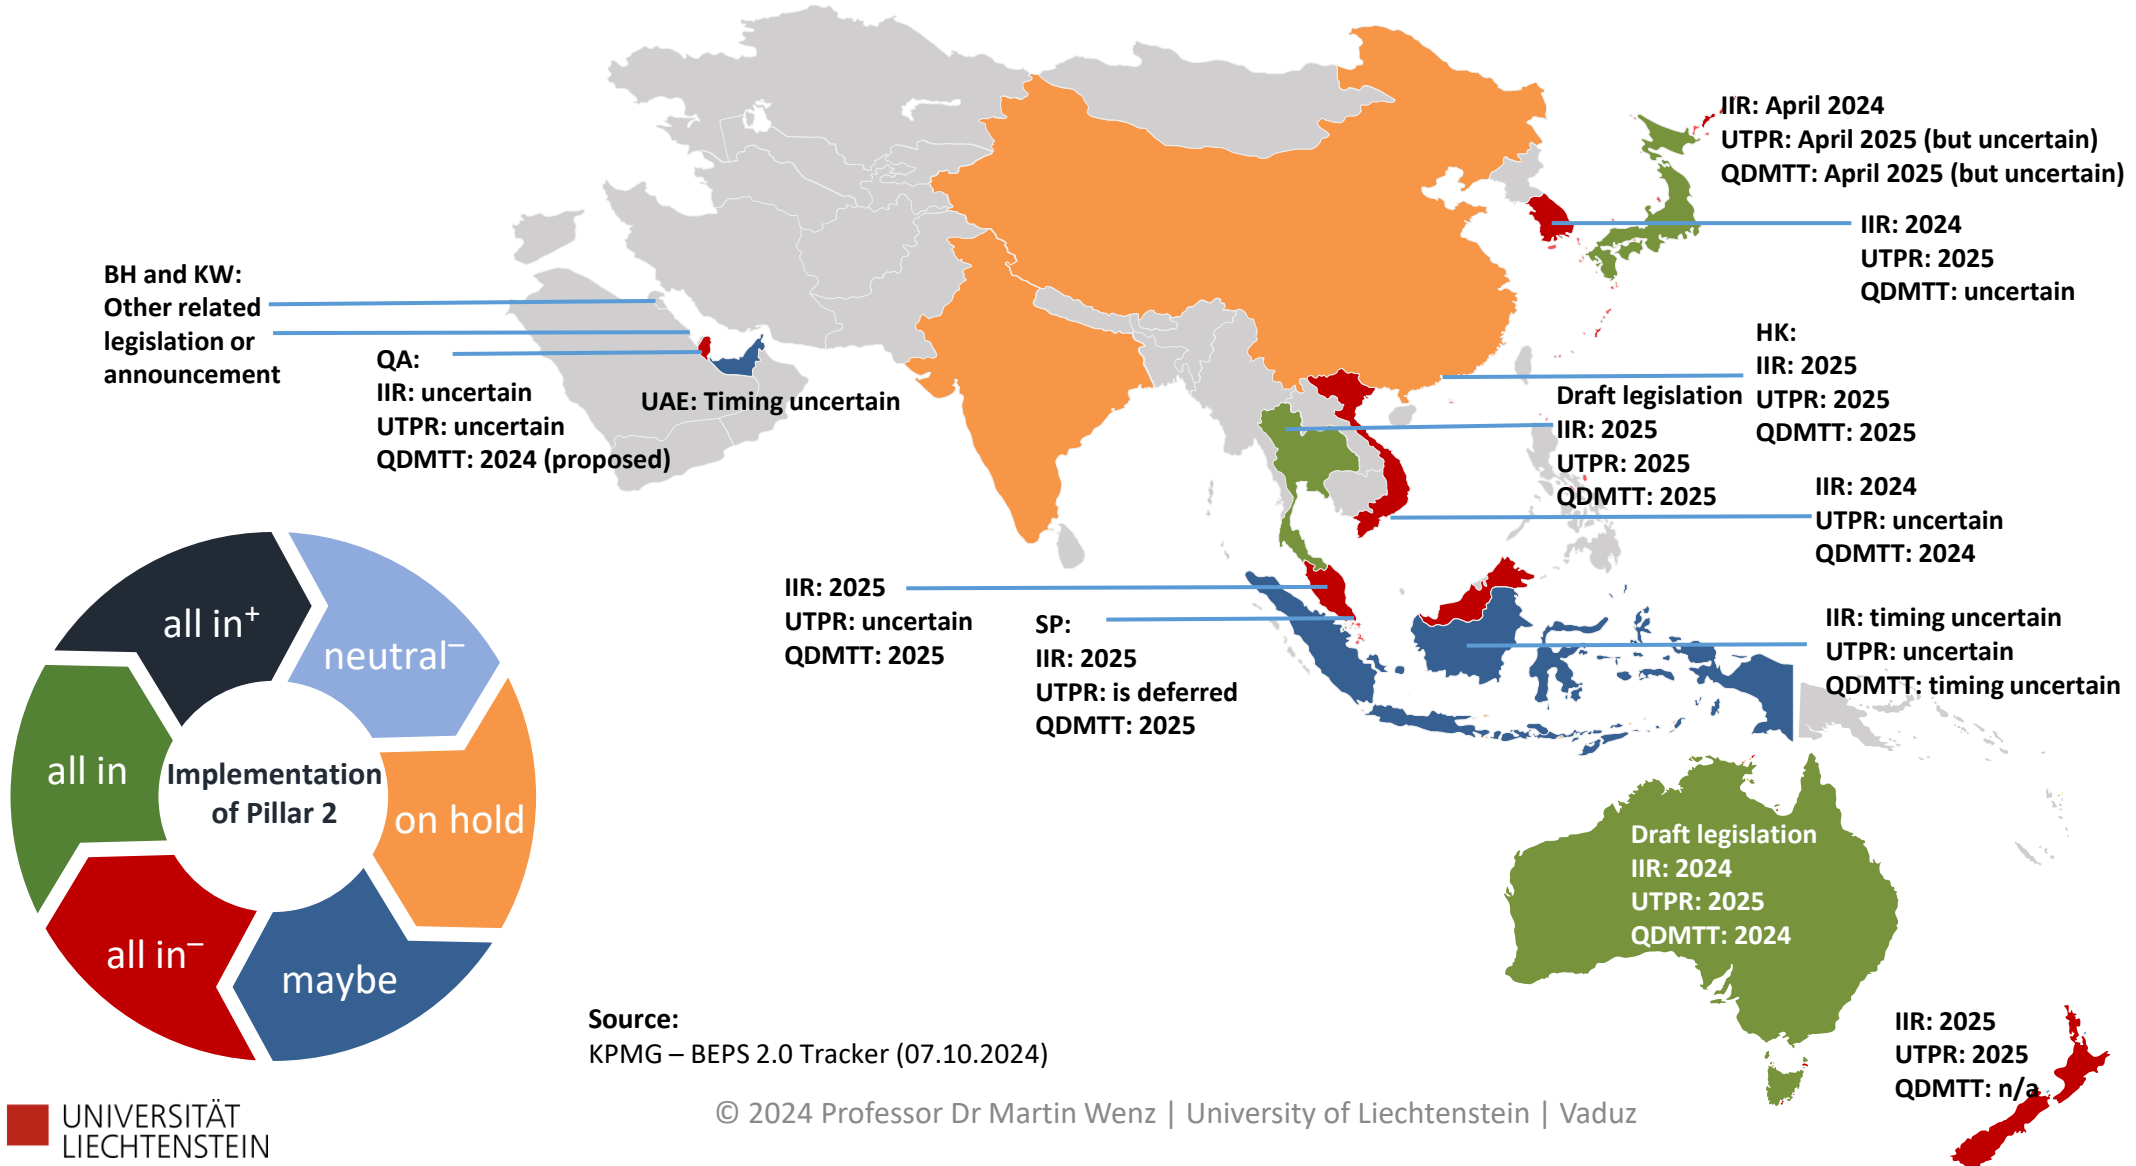 IIR: April 2024
UTPR: April 2025 (but uncertain)
QDMTT: April 2025 (but uncertain)
IIR: 2024
UTPR: 2025
QDMTT: uncertain
BH and KW:
Other related
legislation or
announcement
QA:
IIR: uncertain
UTPR: uncertain
QDMTT: 2024 (proposed)
UAE: Timing uncertain
HK:
IIR: 2025
UTPR: 2025
QDMTT: 2025
Draft legislation
IIR: 2025
UTPR: 2025
QDMTT: 2025
IIR: 2024
UTPR: uncertain
QDMTT: 2024
IIR: 2025
UTPR: uncertain
QDMTT: 2025
SP:
IIR: 2025
UTPR: is deferred
QDMTT: 2025
IIR: timing uncertain
UTPR: uncertain
QDMTT: timing uncertain
Draft legislation
IIR: 2024
UTPR: 2025
QDMTT: 2024
IIR: 2025
UTPR: 2025
QDMTT: n/a
all in⁺
neutral⁻
all in
Implementation
of Pillar 2
on hold
all in⁻
maybe
Source:
KPMG – BEPS 2.0 Tracker (07.10.2024)
© 2024 Professor Dr Martin Wenz | University of Liechtenstein | Vaduz
UNIVERSITÄT
LIECHTENSTEIN